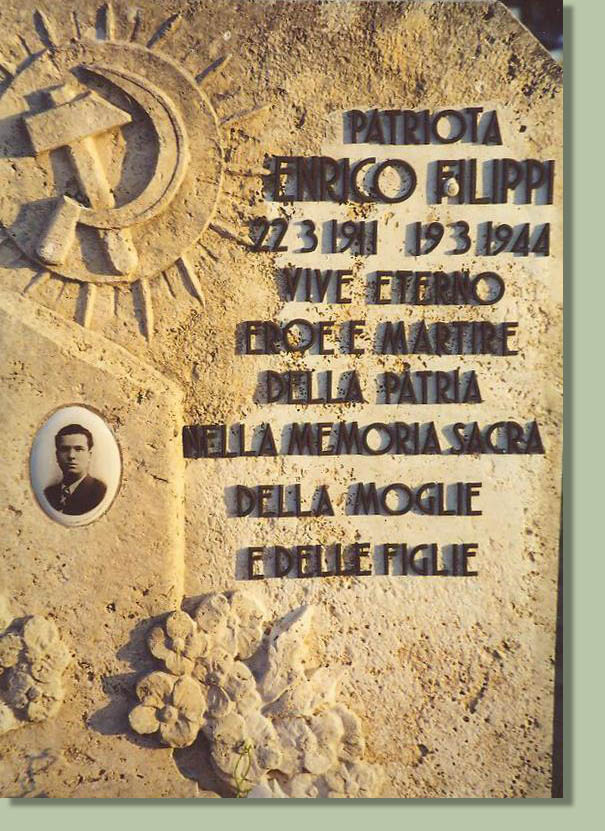 PATRIOTA
ENRICO FILIPPI
22 3 1911 19 3 1944
VIVE ETERNO
EROE E MARTIRE
DELLA PATRIA
NELLA MEMORIA SACRA
DELLA MOGLIE
E DELLE FIGLIE